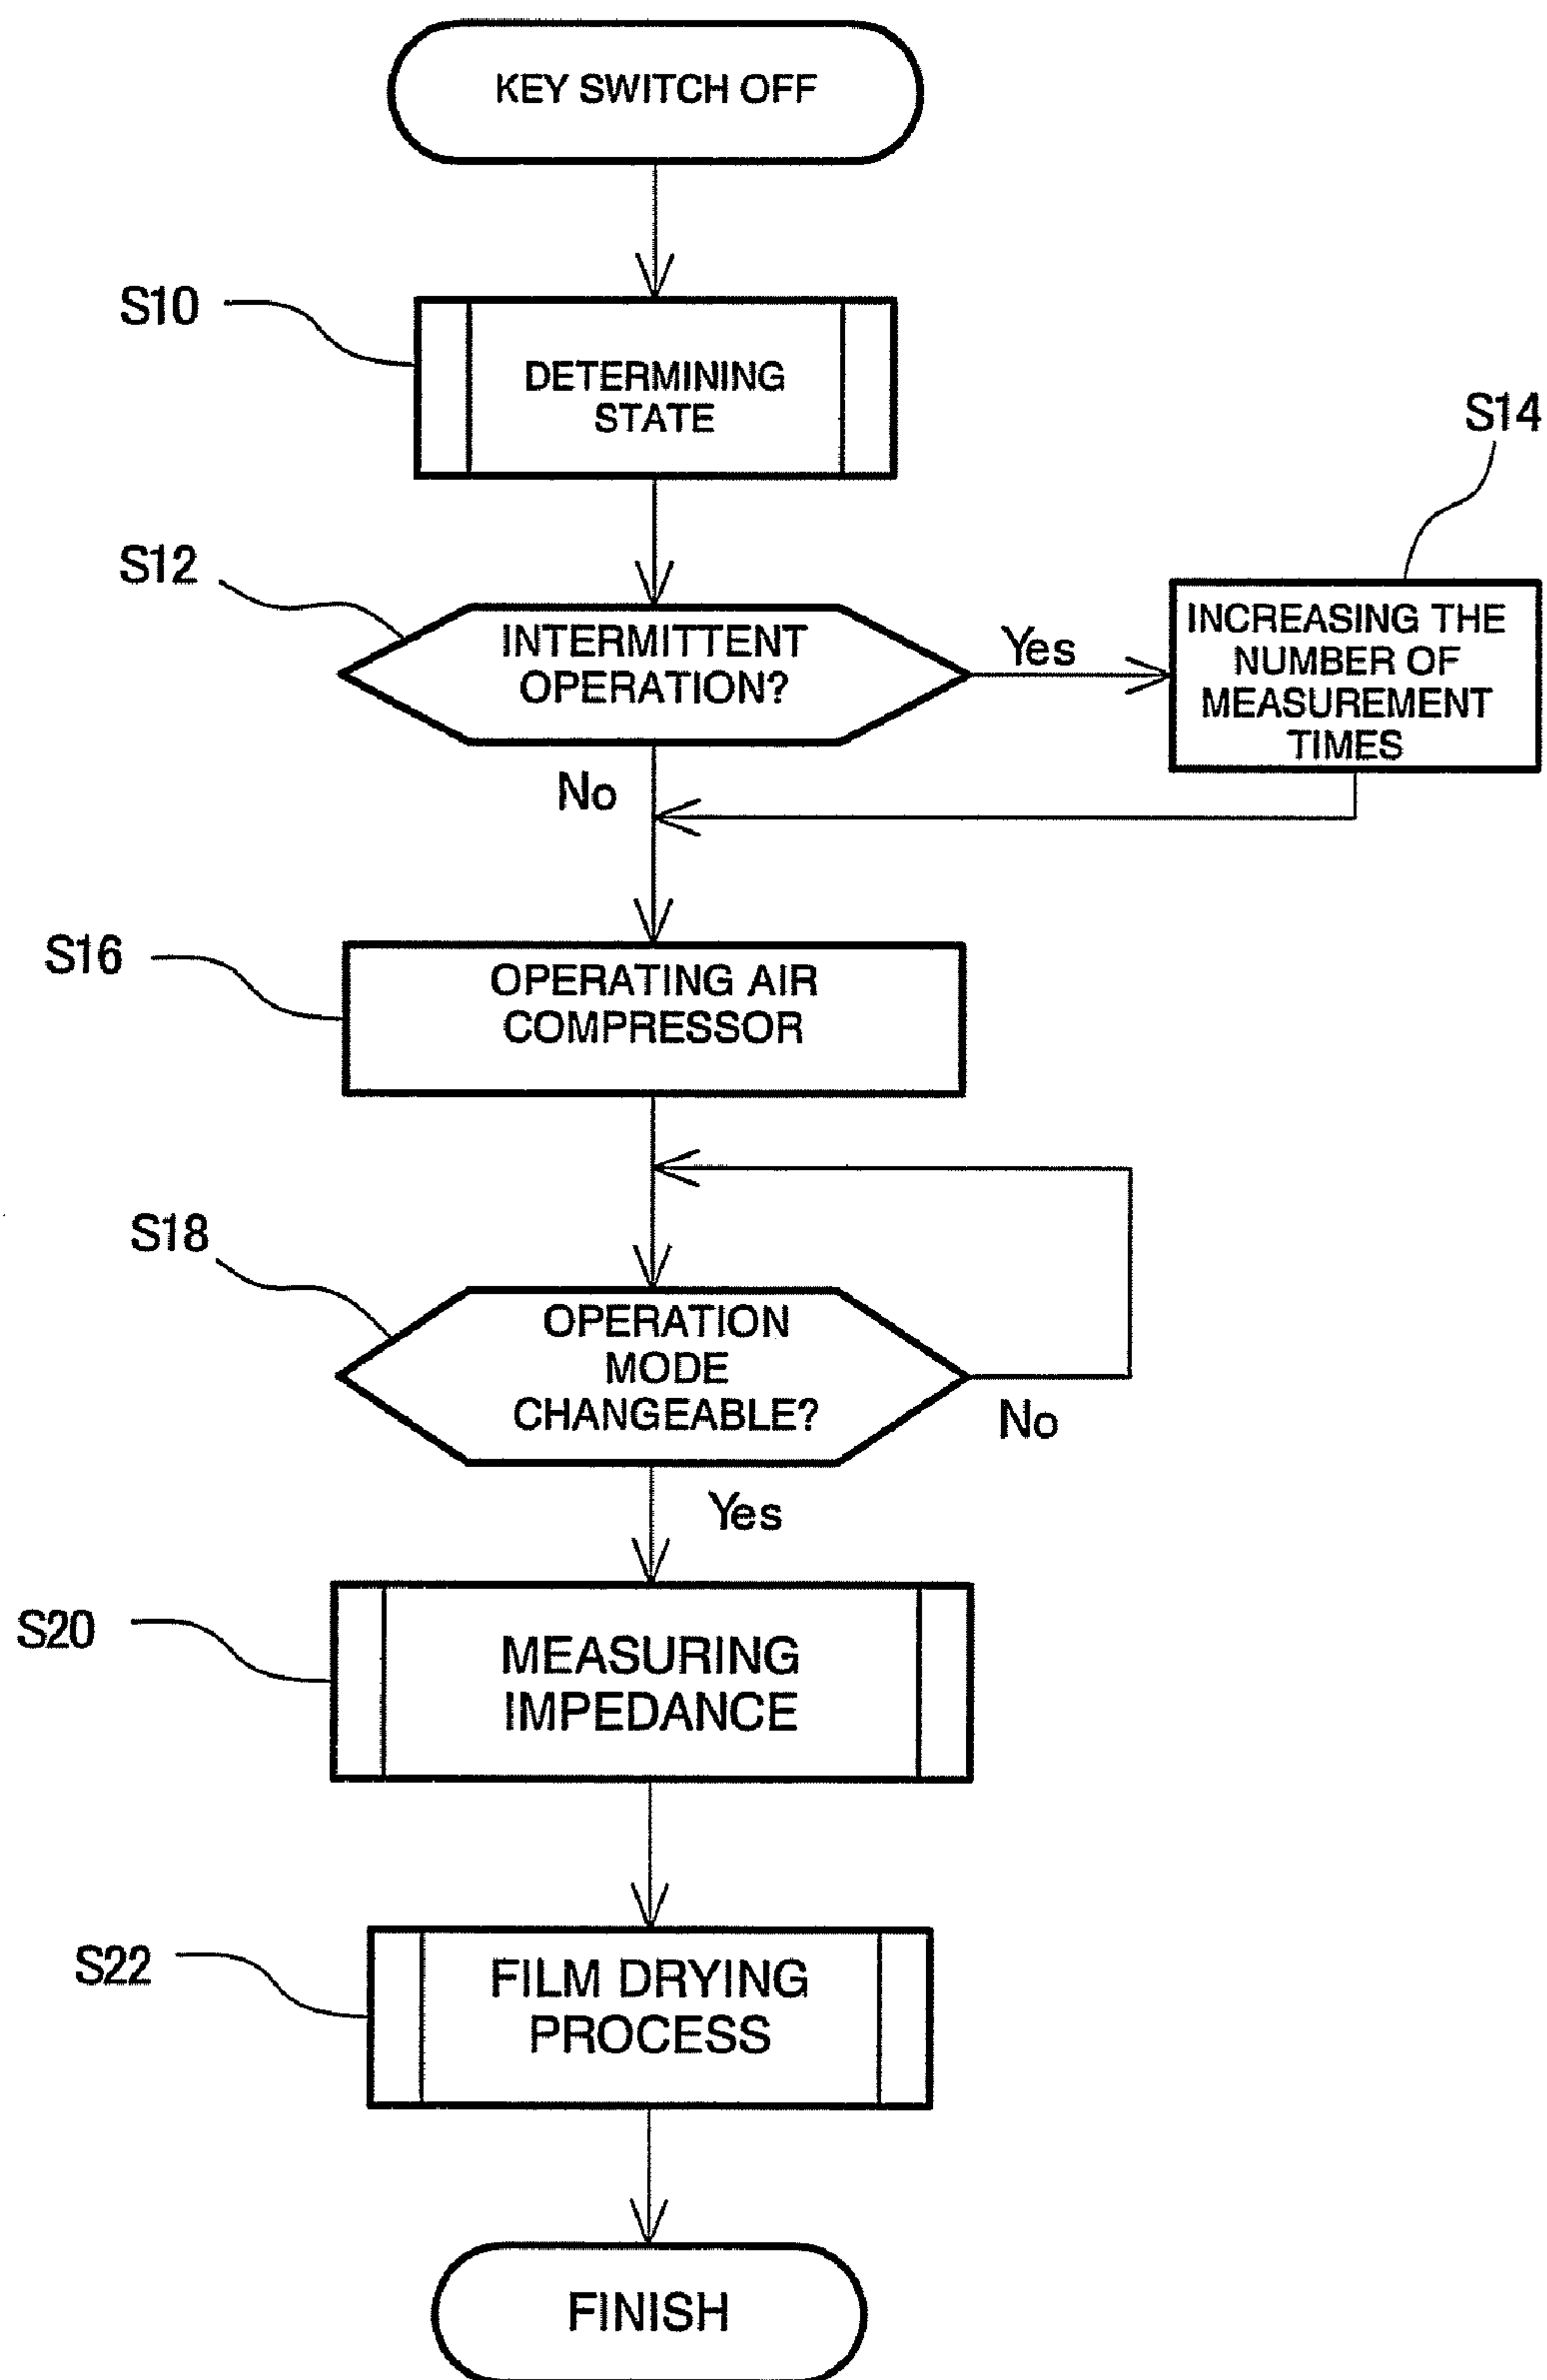 KEY SWITCH OFF
S10
DETERMINING
STATE
S14
S12
INTERMITTENT
OPERATION?
Yes
INCREASING THE
NUMBER OF
MEASUREMENT
TIMES
No
S16
OPERATING AIR
COMPRESSOR
S18
OPERATION
MODE
CHANGEABLE?
No
Yes
S20
MEASURING
IMPEDANCE
S22
FILM DRYING
PROCESS
FINISH